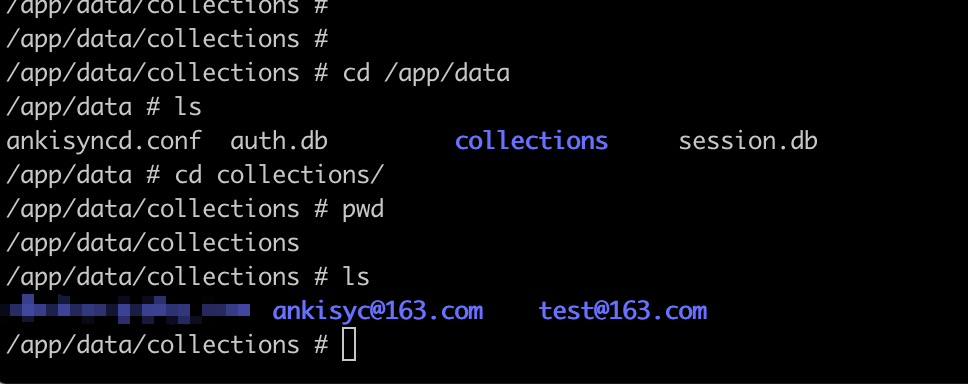 /app/data/collections #
/app/data/collections #
/app/data/collections # cd /app/data
/app/data # ls
ankisyncd.conf  auth.db         collections     session.db
/app/data # cd collections/
/app/data/collections # pwd
/app/data/collections
/app/data/collections # ls
ankisyc@163.com    test@163.com
/app/data/collections #